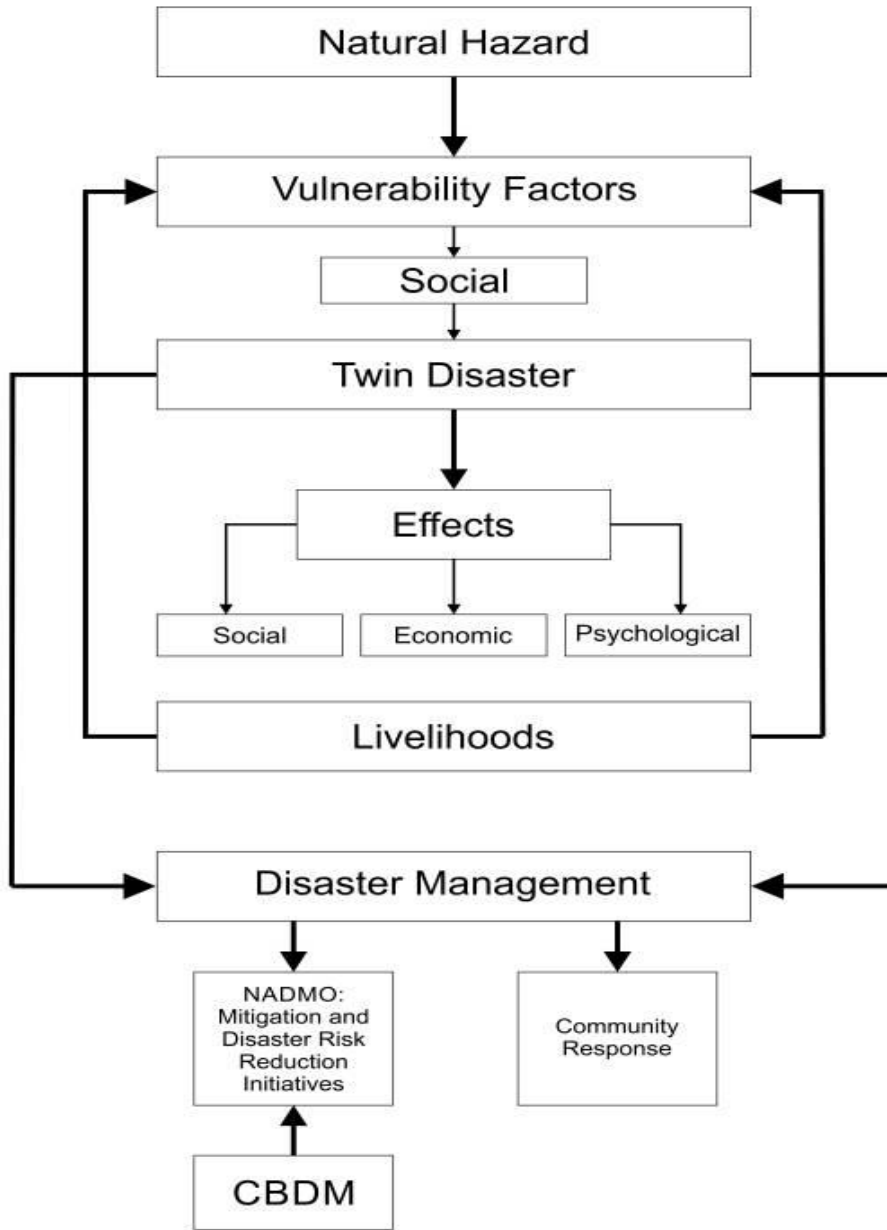 Natural Hazard
Vulnerability Factors
Social
Twin Disaster
Effects
Social
Economic
Psychological
Livelihoods
Disaster Management
NADMO:
Mitigation and
Disaster Risk
Reduction
Initiatives
Community
Response
CBDM